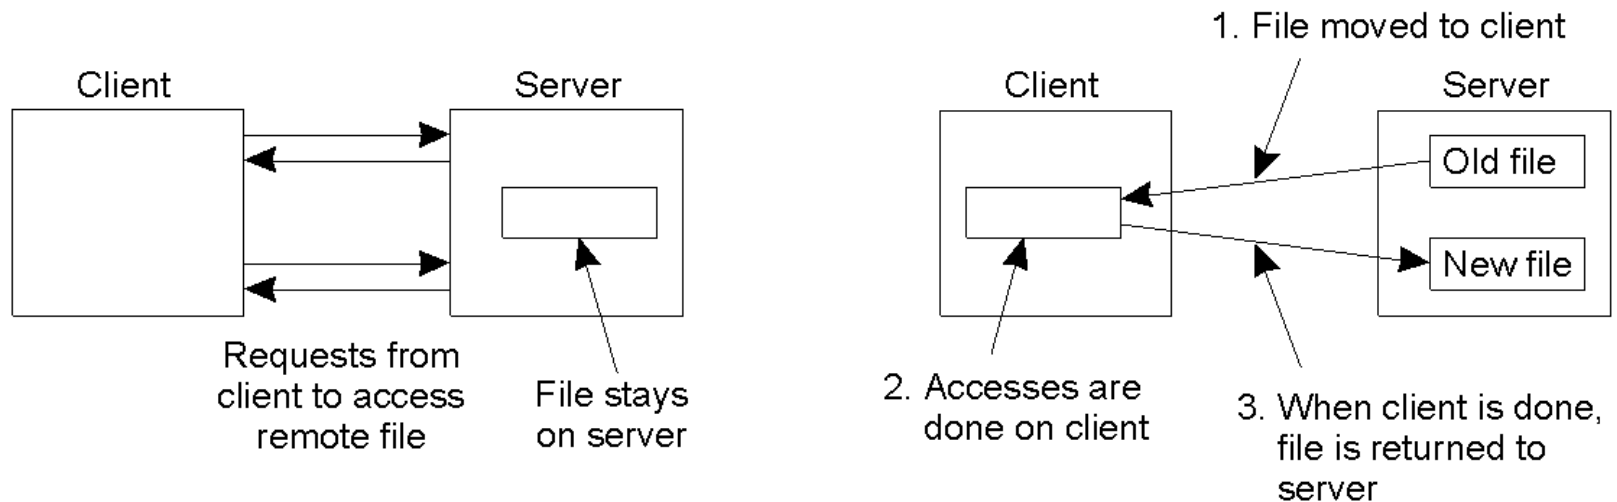 Client
Server
Requests from
client to access
remote file
File stays
on server
1. File moved to client
Client
Server
Old file
New file
2. Accesses are
done on client
3. When client is done,
file is returned to
server